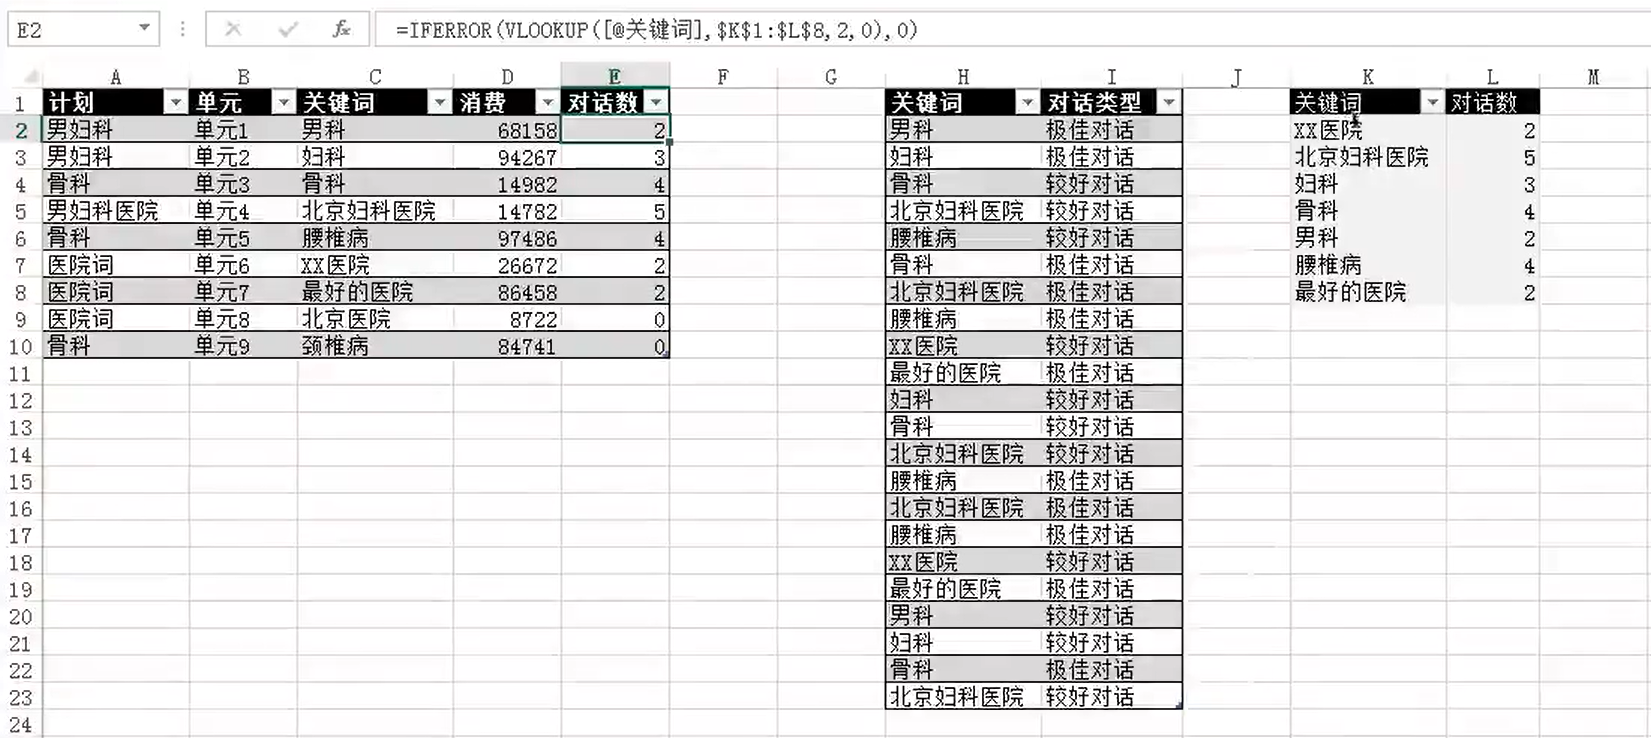 E2 fx =IFERROR(VLOOKUP([@关键词],$K$1:$L$8,2,0),0)
A B C D E F G H I J K L M
1 计划 单元 关键词 消费 对话数 关键词 对话类型 关键词 对话数
2 男妇科 单元1 男科 68158 2 男科 极佳对话 XX医院 2
3 男妇科 单元2 妇科 94267 3 妇科 极佳对话 北京妇科医院 5
4 骨科 单元3 骨科 14982 4 骨科 较好对话 妇科 3
5 男妇科医院 单元4 北京妇科医院 14782 5 北京妇科医院 较好对话 骨科 4
6 骨科 单元5 腰椎病 97486 4 腰椎病 较好对话 男科 2
7 医院词 单元6 XX医院 26672 2 骨科 极佳对话 腰椎病 4
8 医院词 单元7 最好的医院 86458 2 北京妇科医院 极佳对话 最好的医院 2
9 医院词 单元8 北京医院 8722 0 腰椎病 极佳对话
10 骨科 单元9 颈椎病 84741 0 XX医院 较好对话
11 最好的医院 极佳对话
12 妇科 较好对话
13 骨科 较好对话
14 北京妇科医院 较好对话
15 腰椎病 极佳对话
16 北京妇科医院 极佳对话
17 腰椎病 极佳对话
18 XX医院 较好对话
19 最好的医院 极佳对话
20 男科 较好对话
21 妇科 较好对话
22 骨科 极佳对话
23 北京妇科医院 较好对话
24